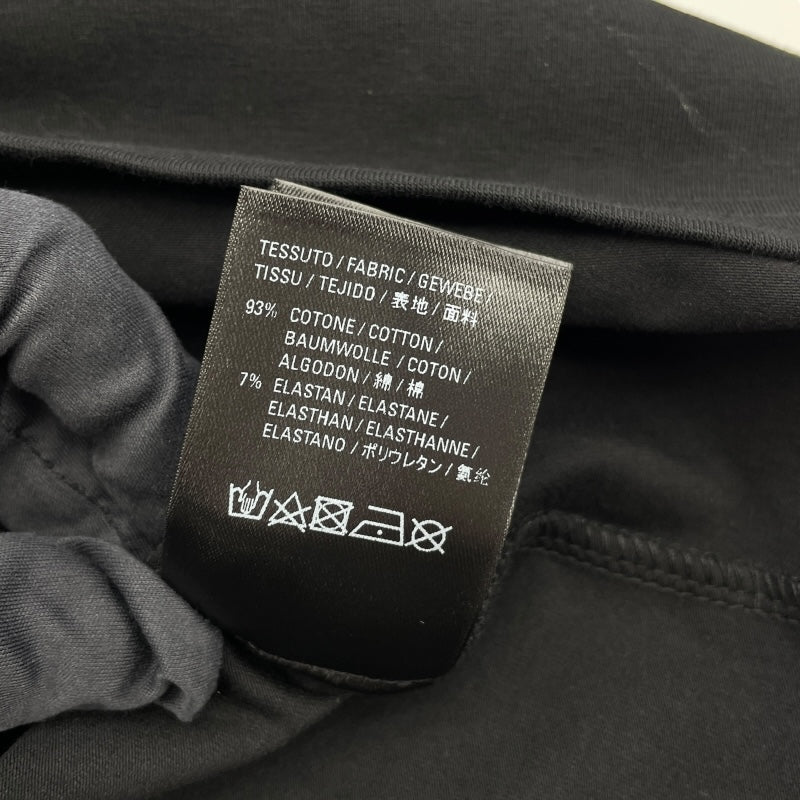 TESSUTO / FABRIC / GEWEBE /
TISSU / TEJIDO / 表地 / 面料
93% COTONE / COTTON /
BAUMWOLLE / COTON /
ALGODON / 綿 / 棉
7% ELASTAN / ELASTANE /
ELASTHAN / ELASTHANNE /
ELASTANO / ポリウレタン / 氨纶